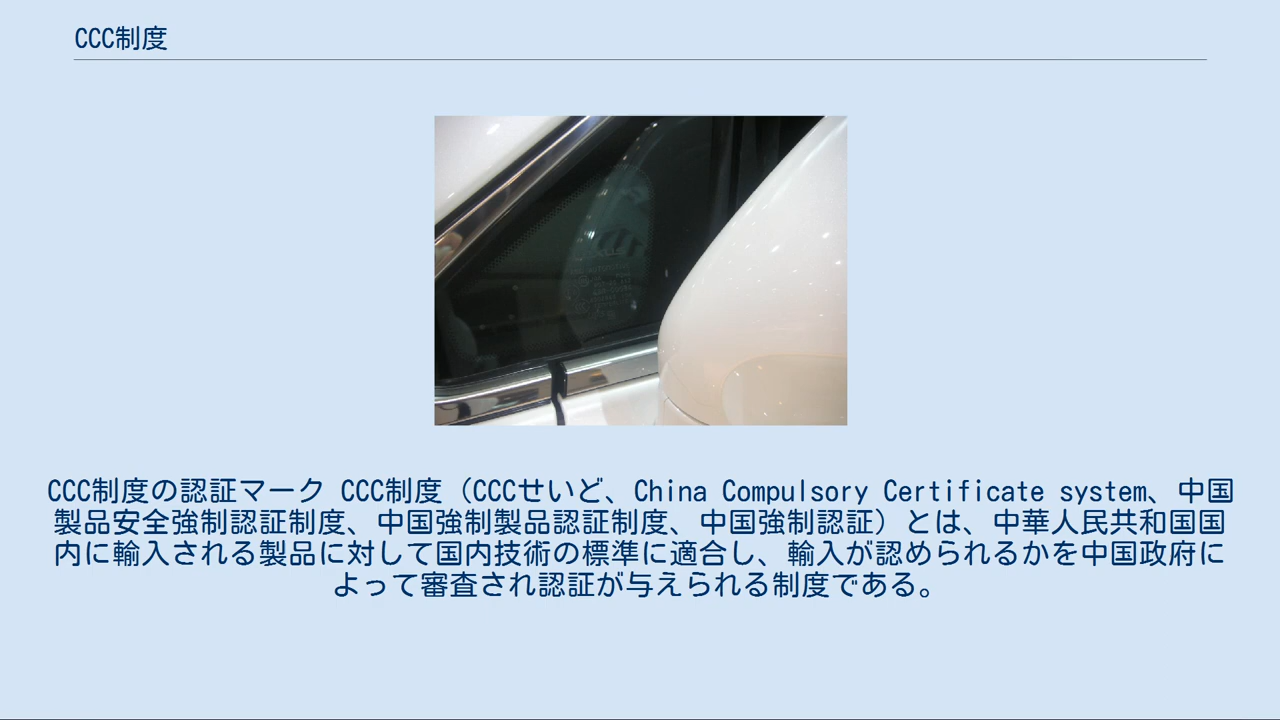 CCC制度
CCC制度の認証マーク CCC制度（CCCせいど、China Compulsory Certificate system、中国
製品安全強制認証制度、中国強制製品認証制度、中国強制認証）とは、中華人民共和国国
内に輸入される製品に対して国内技術の標準に適合し、輸入が認められるかを中国政府に
よって審査され認証が与えられる制度である。